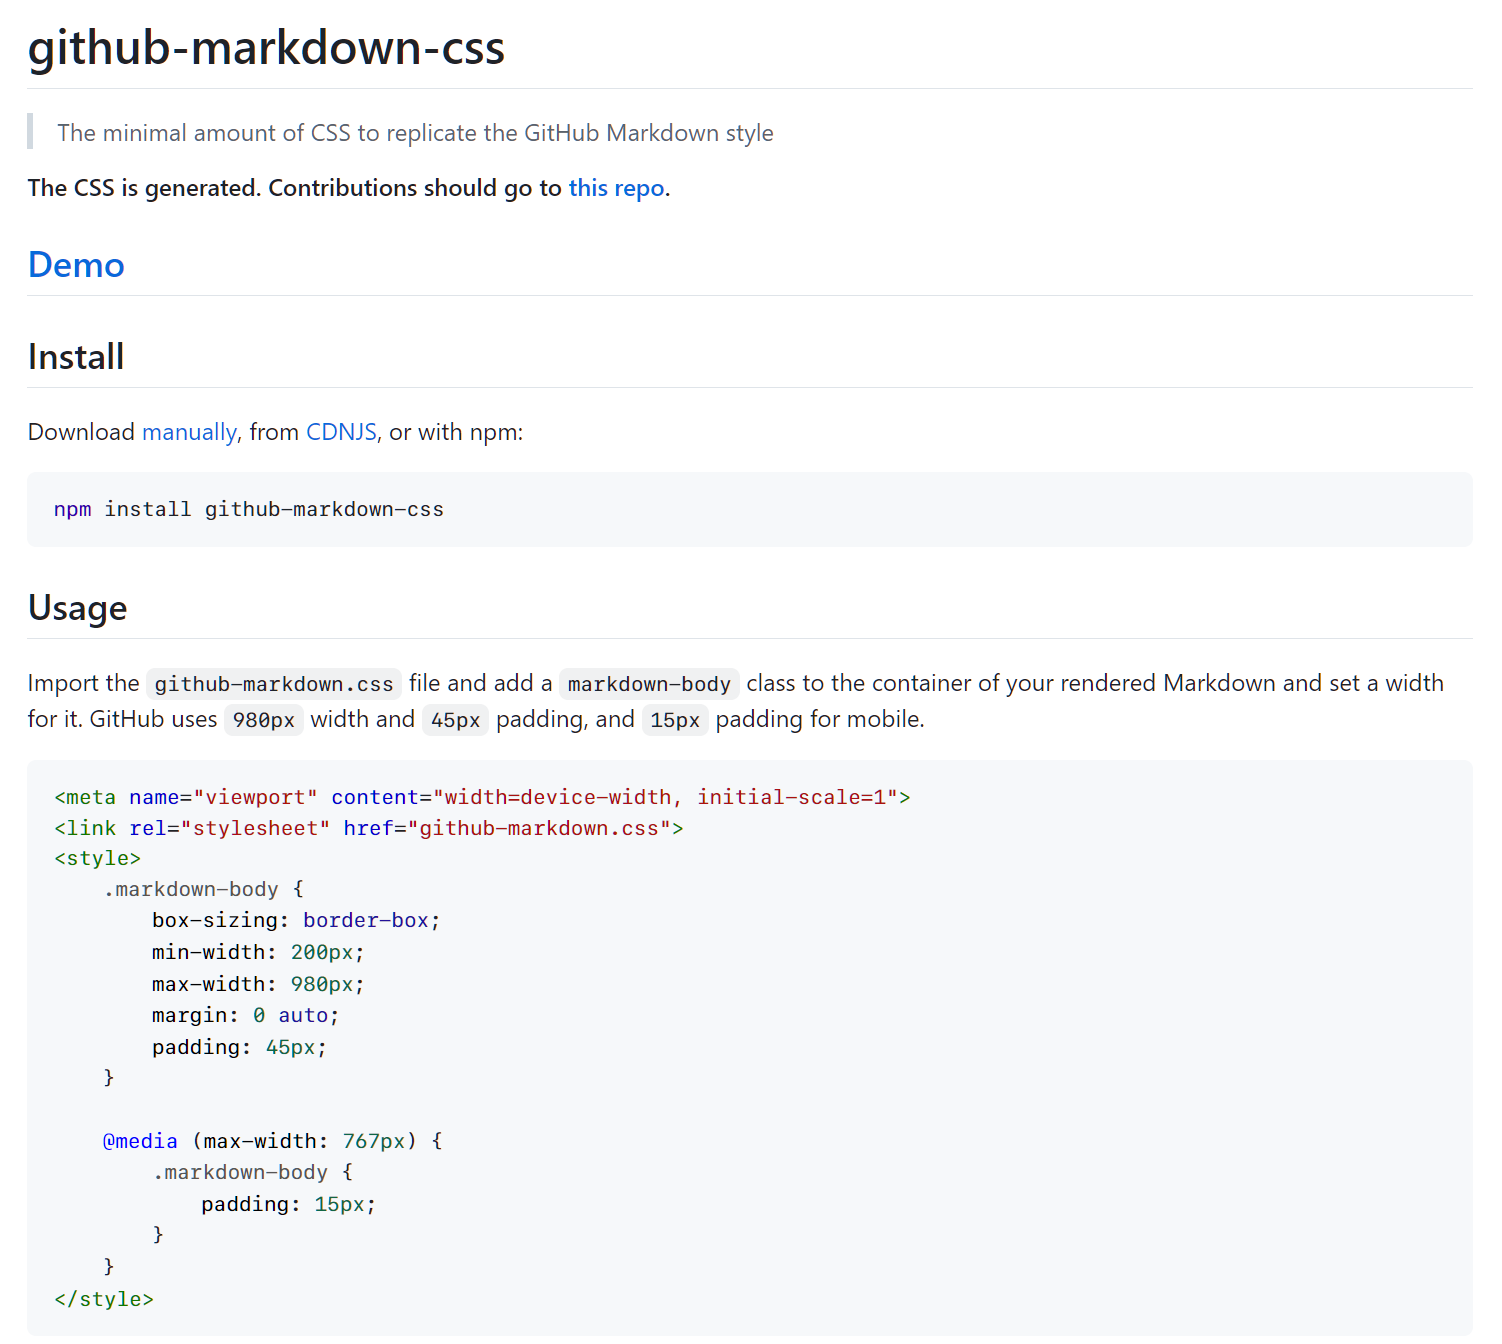 github-markdown-css
The minimal amount of CSS to replicate the GitHub Markdown style
The CSS is generated. Contributions should go to this repo.
Demo
Install
Download manually, from CDNJS, or with npm:
npm install github-markdown-css
Usage
Import the github-markdown.css file and add a markdown-body class to the container of your rendered Markdown and set a width
for it. GitHub uses 980px width and 45px padding, and 15px padding for mobile.
<meta name="viewport" content="width=device-width, initial-scale=1">
<link rel="stylesheet" href="github-markdown.css">
<style>
    .markdown-body {
        box-sizing: border-box;
        min-width: 200px;
        max-width: 980px;
        margin: 0 auto;
        padding: 45px;
    }

    @media (max-width: 767px) {
        .markdown-body {
            padding: 15px;
        }
    }
</style>